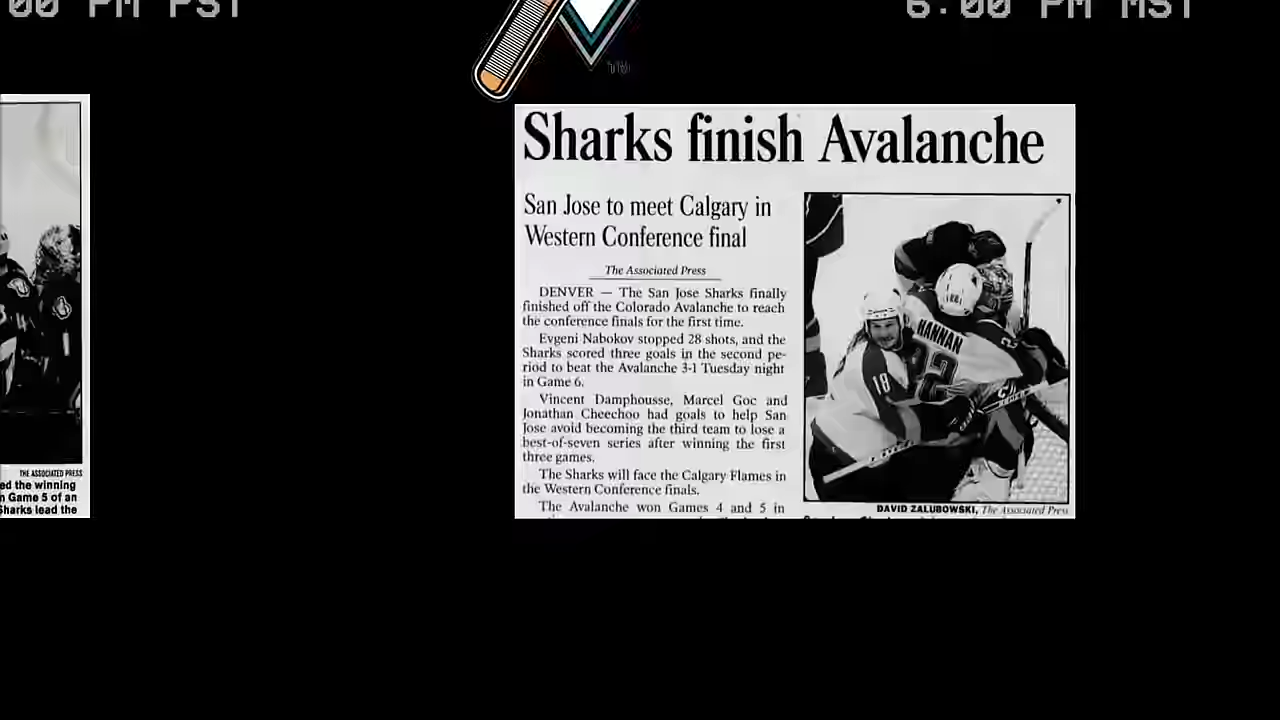 00 PM PST
6:00 PM MST
TM
Sharks finish Avalanche
San Jose to meet Calgary in
Western Conference final
The Associated Press
DENVER — The San Jose Sharks finally
finished off the Colorado Avalanche to reach
the conference finals for the first time.
Evgeni Nabokov stopped 28 shots, and the
Sharks scored three goals in the second pe-
riod to beat the Avalanche 3-1 Tuesday night
in Game 6.
Vincent Damphousse, Marcel Goc and
Jonathan Cheechoo had goals to help San
Jose avoid becoming the third team to lose a
best-of-seven series after winning the first
three games.
The Sharks will face the Calgary Flames in
the Western Conference finals.
The Avalanche won Games 4 and 5 in
HANNAN
22
18
DAVID ZALUBOWSKI, The Associated Press
THE ASSOCIATED PRESS
ed the winning
n Game 5 of an
Sharks lead the